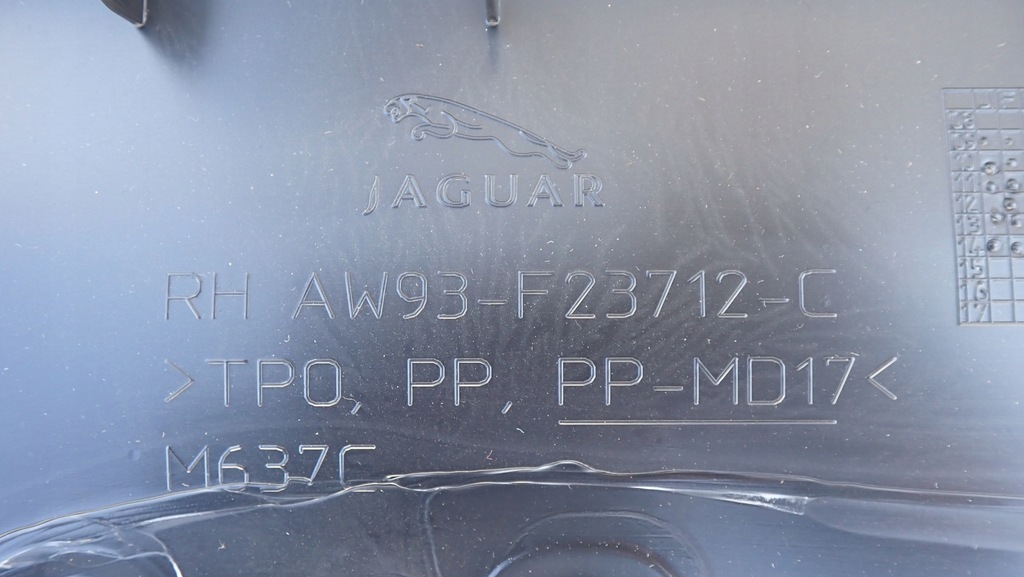 JAGUAR
RH AW93-F23712-C
>TPO, PP, PP-MD17<
M637C